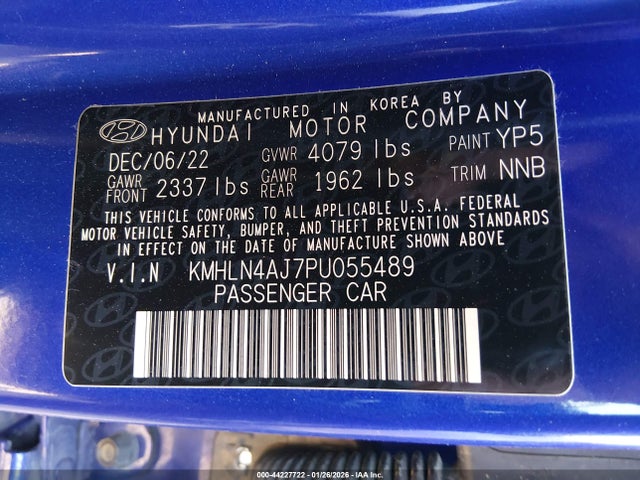 MANUFACTURED IN KOREA BY
HYUNDAI MOTOR COMPANY
DEC/06/22 GVWR 4079 lbs PAINT YP5
GAWR FRONT 2337 lbs GAWR REAR 1962 lbs TRIM NNB
THIS VEHICLE CONFORMS TO ALL APPLICABLE U.S.A. FEDERAL
MOTOR VEHICLE SAFETY, BUMPER, AND THEFT PREVENTION STANDARDS
IN EFFECT ON THE DATE OF MANUFACTURE SHOWN ABOVE
V.I.N KMHLN4AJ7PU055489
PASSENGER CAR
000-44227722 | 01/26/2026 | IAA Inc.